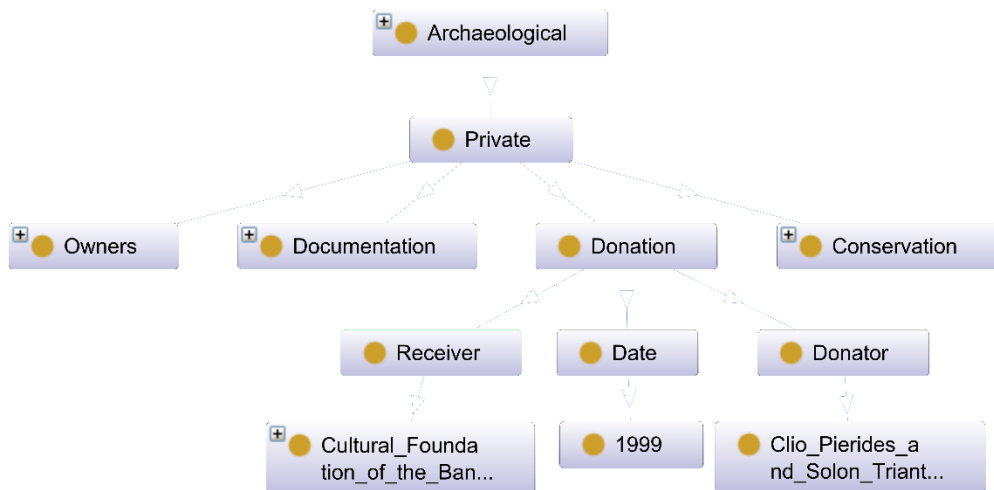 Archaeological
Private
Owners
Documentation
Donation
Conservation
Receiver
Date
Donator
Cultural_Founda
tion_of_the_Ban...
1999
Clio_Pierides_a
nd_Solon_Triant...